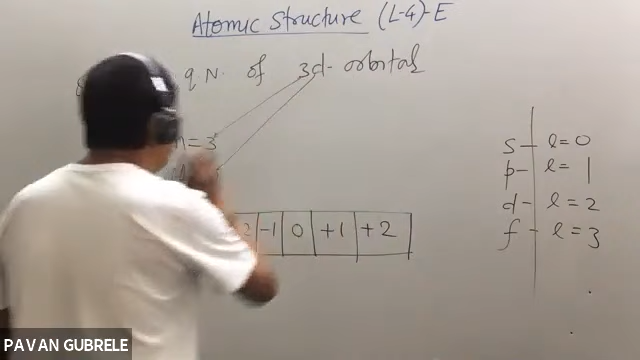 Atomic Structure (L-4)-E
q.N. of 3d-orbital
n=3
2 -1 0 +1 +2
s- l=0
p- l=1
d- l=2
f- l=3
PAVAN GUBRELE